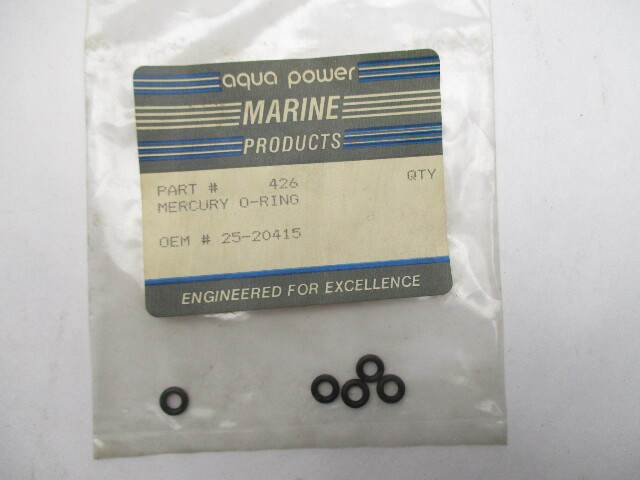 aqua power
MARINE
PRODUCTS
PART # 426 QTY
MERCURY O-RING
OEM # 25-20415
ENGINEERED FOR EXCELLENCE